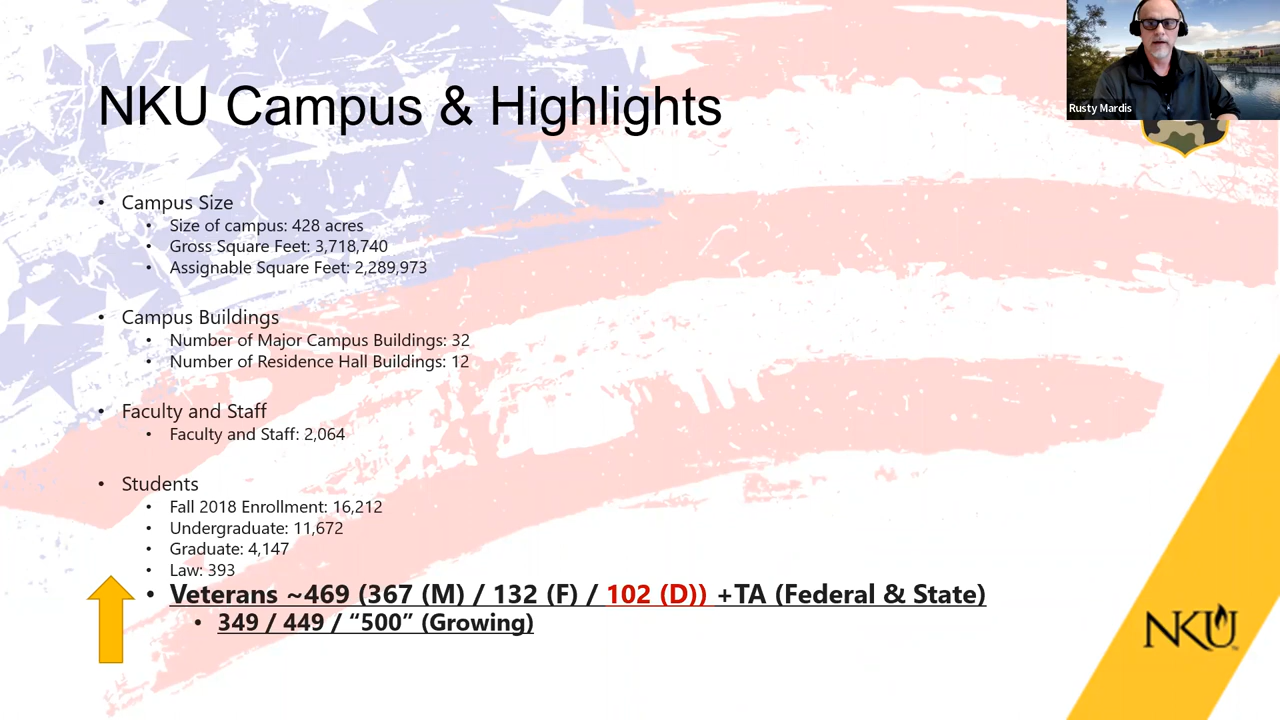 NKU Campus & Highlights
Rusty Mardis
• Campus Size
• Size of campus: 428 acres
• Gross Square Feet: 3,718,740
• Assignable Square Feet: 2,289,973
• Campus Buildings
• Number of Major Campus Buildings: 32
• Number of Residence Hall Buildings: 12
• Faculty and Staff
• Faculty and Staff: 2,064
• Students
• Fall 2018 Enrollment: 16,212
• Undergraduate: 11,672
• Graduate: 4,147
• Law: 393
• Veterans ~469 (367 (M) / 132 (F) / 102 (D)) +TA (Federal & State)
• 349 / 449 / “500” (Growing)
NKU